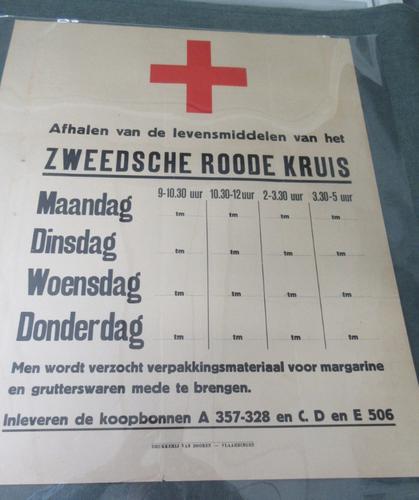 Afhalen van de levensmiddelen van het
ZWEEDSCHE ROODE KRUIS
9-10.30 uur 10.30-12 uur 2-3.30 uur 3.30-5 uur
Maandag tm tm tm tm
Dinsdag tm tm tm tm
Woensdag tm tm tm tm
Donderdag tm tm tm tm
Men wordt verzocht verpakkingsmateriaal voor margarine
en grutterswaren mede te brengen.
Inleveren de koopbonnen A 357-328 en C. D en E 506
DRUKKERIJ VAN DOOREN — VLAARDINGEN